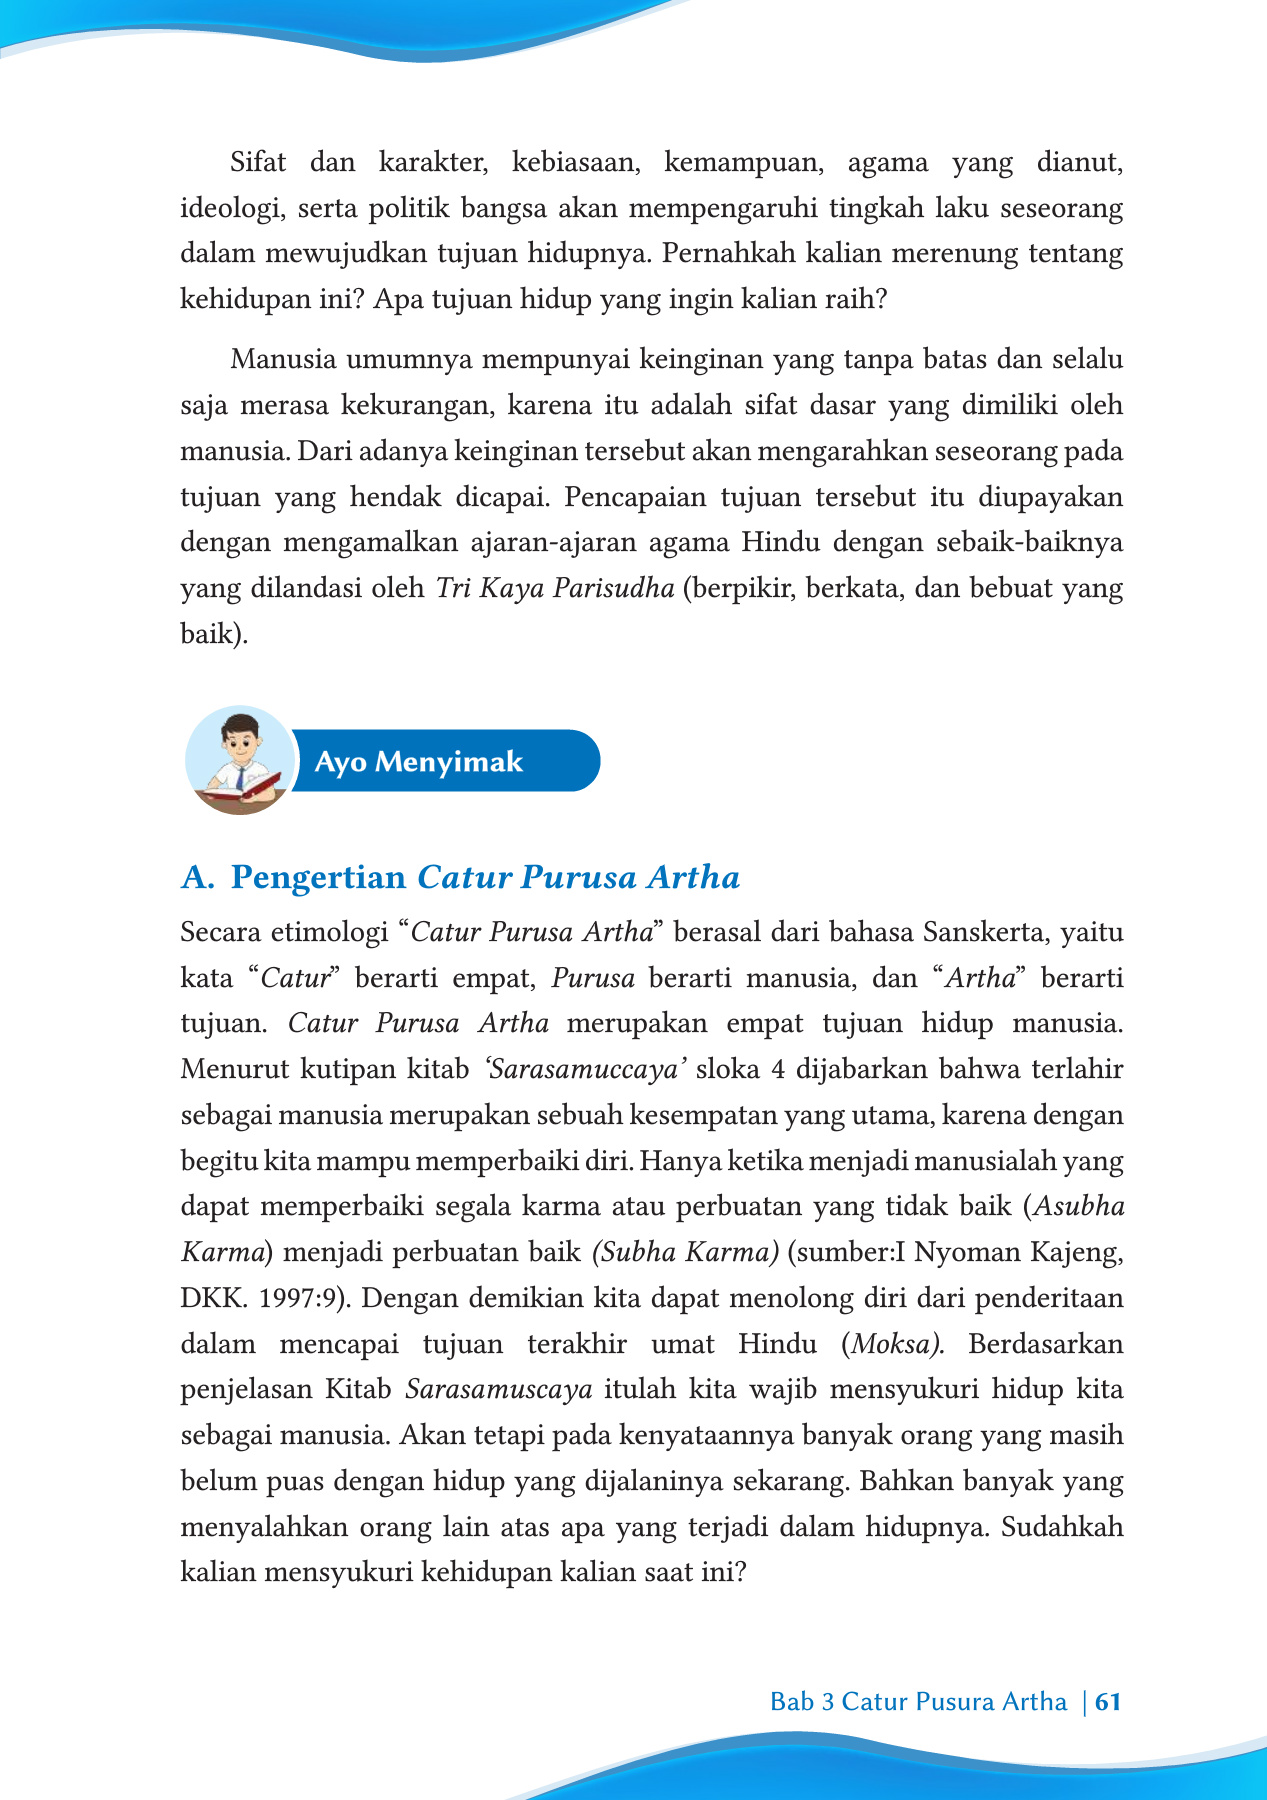 Sifat dan karakter, kebiasaan, kemampuan, agama yang dianut,
ideologi, serta politik bangsa akan mempengaruhi tingkah laku seseorang
dalam mewujudkan tujuan hidupnya. Pernahkah kalian merenung tentang
kehidupan ini? Apa tujuan hidup yang ingin kalian raih?
Manusia umumnya mempunyai keinginan yang tanpa batas dan selalu
saja merasa kekurangan, karena itu adalah sifat dasar yang dimiliki oleh
manusia. Dari adanya keinginan tersebut akan mengarahkan seseorang pada
tujuan yang hendak dicapai. Pencapaian tujuan tersebut itu diupayakan
dengan mengamalkan ajaran-ajaran agama Hindu dengan sebaik-baiknya
yang dilandasi oleh Tri Kaya Parisudha (berpikir, berkata, dan bebuat yang
baik).
Ayo Menyimak
A. Pengertian Catur Purusa Artha
Secara etimologi “Catur Purusa Artha” berasal dari bahasa Sanskerta, yaitu
kata “Catur” berarti empat, Purusa berarti manusia, dan “Artha” berarti
tujuan. Catur Purusa Artha merupakan empat tujuan hidup manusia.
Menurut kutipan kitab ‘Sarasamuccaya’ sloka 4 dijabarkan bahwa terlahir
sebagai manusia merupakan sebuah kesempatan yang utama, karena dengan
begitu kita mampu memperbaiki diri. Hanya ketika menjadi manusialah yang
dapat memperbaiki segala karma atau perbuatan yang tidak baik (Asubha
Karma) menjadi perbuatan baik (Subha Karma) (sumber:I Nyoman Kajeng,
DKK. 1997:9). Dengan demikian kita dapat menolong diri dari penderitaan
dalam mencapai tujuan terakhir umat Hindu (Moksa). Berdasarkan
penjelasan Kitab Sarasamuscaya itulah kita wajib mensyukuri hidup kita
sebagai manusia. Akan tetapi pada kenyataannya banyak orang yang masih
belum puas dengan hidup yang dijalaninya sekarang. Bahkan banyak yang
menyalahkan orang lain atas apa yang terjadi dalam hidupnya. Sudahkah
kalian mensyukuri kehidupan kalian saat ini?
Bab 3 Catur Pusura Artha | 61